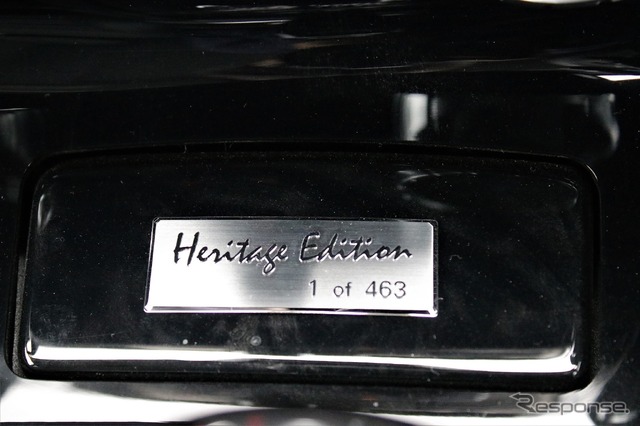 Heritage Edition
1 of 463
Response.